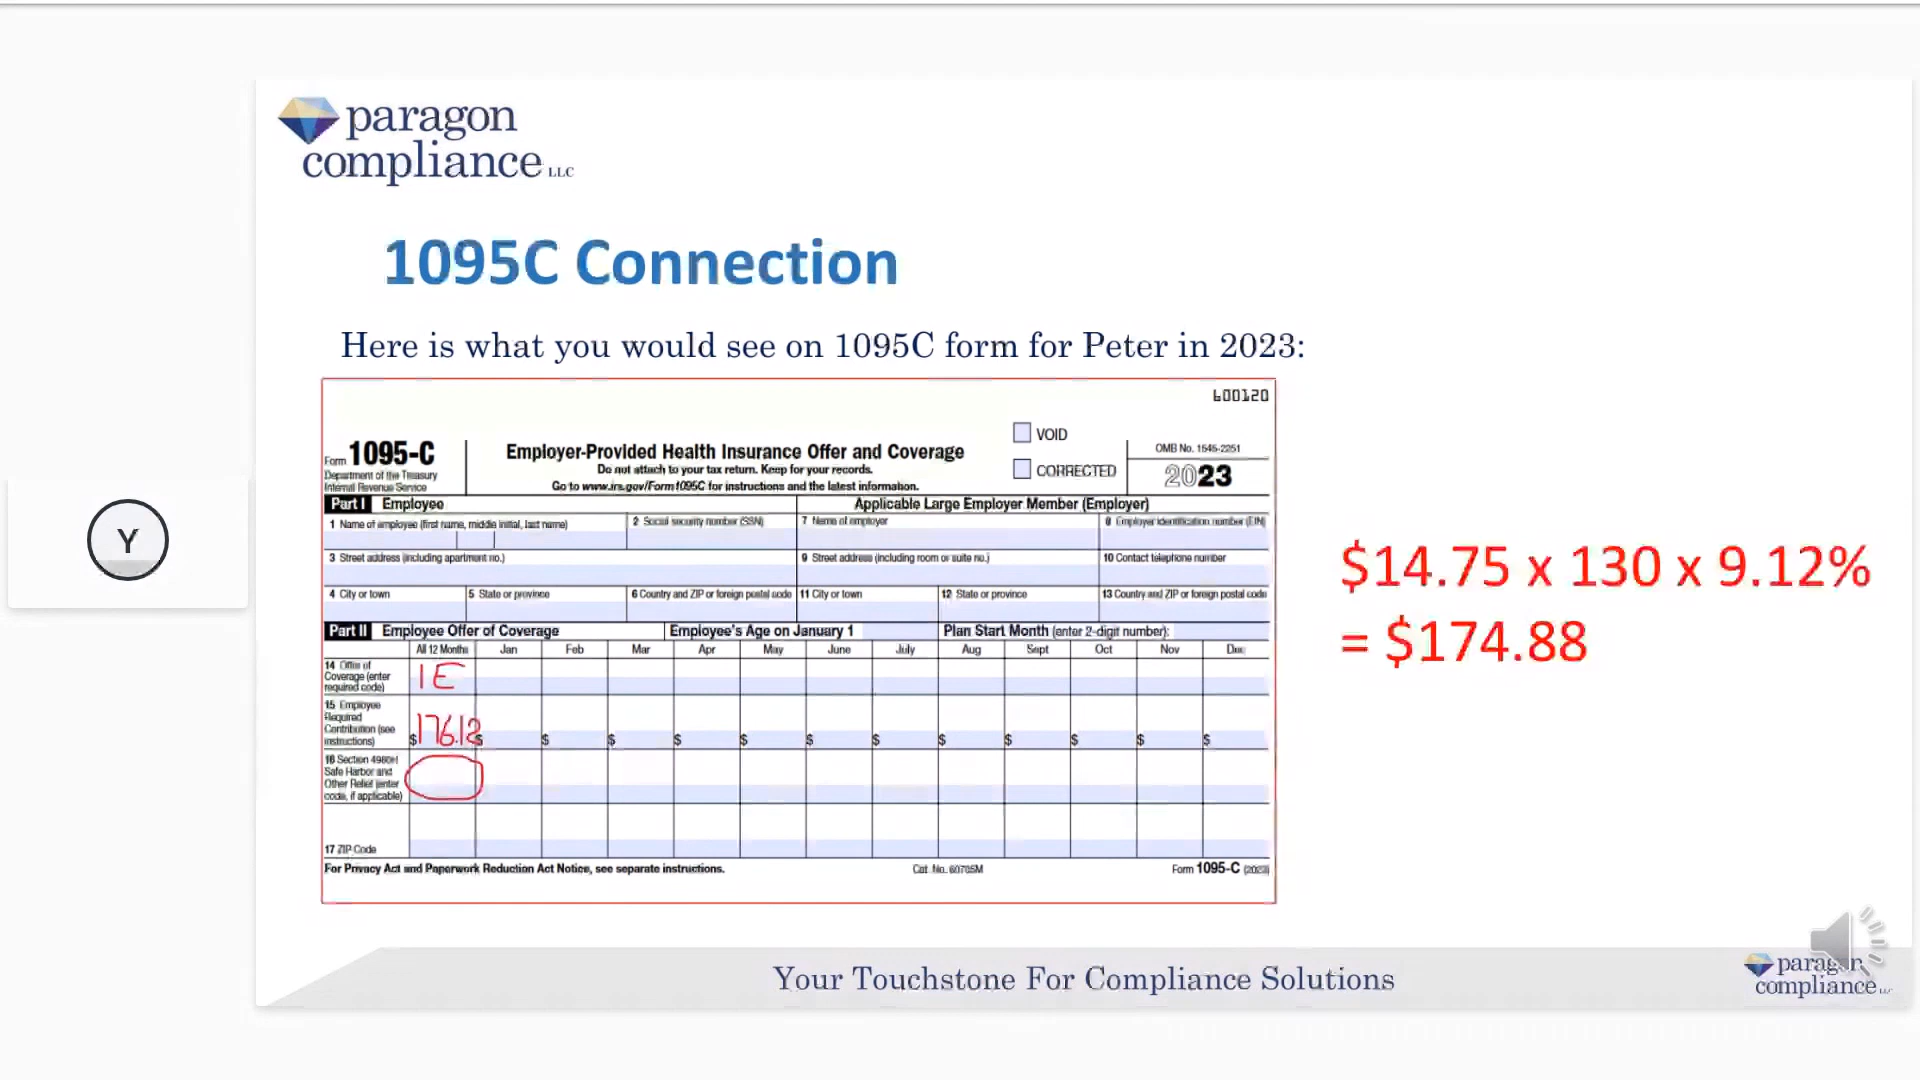 paragon
compliance LLC
1095C Connection
Here is what you would see on 1095C form for Peter in 2023:
600120
VOID
CORRECTED
Form 1095-C
Department of the Treasury
Internal Revenue Service
Employer-Provided Health Insurance Offer and Coverage
Do not attach to your tax return. Keep for your records.
Go to www.irs.gov/Form1095C for instructions and the latest information.
OMB No. 1545-2251
2023
Part I Employee
Applicable Large Employer Member (Employer)
1 Name of employee (first name, middle initial, last name)
2 Social security number (SSN)
7 Name of employer
8 Employer identification number (EIN)
3 Street address (including apartment no.)
9 Street address (including room or suite no.)
10 Contact telephone number
4 City or town
5 State or province
6 Country and ZIP or foreign postal code
11 City or town
12 State or province
13 Country and ZIP or foreign postal code
Part II Employee Offer of Coverage
Employee's Age on January 1
Plan Start Month (enter 2-digit number):
All 12 Months Jan Feb Mar Apr May June July Aug Sept Oct Nov Dec
14 Offer of
Coverage (enter
required code)
1E
15 Employee
Required
Contribution (see
instructions)
$ 176.12 $ $ $ $ $ $ $ $ $ $ $ $
16 Section 4980H
Safe Harbor and
Other Relief (enter
code, if applicable)
17 ZIP Code
For Privacy Act and Paperwork Reduction Act Notice, see separate instructions.
Cat. No. 60705M
Form 1095-C (2023)
Y
$14.75 x 130 x 9.12%
= $174.88
Your Touchstone For Compliance Solutions
paragon
compliance LLC